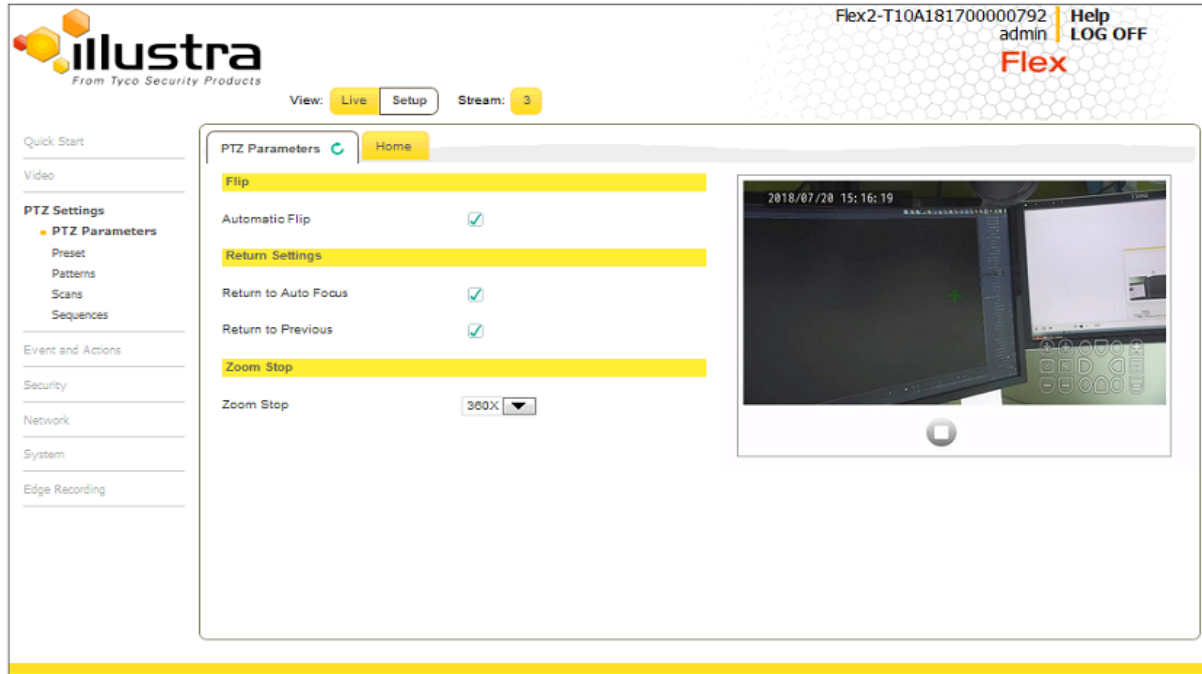 illustra
From Tyco Security Products
Flex2-T10A181700000792
Help
admin
LOG OFF
Flex
View: Live Setup Stream: 3
Quick Start
Video
PTZ Settings
PTZ Parameters
Preset
Patterns
Scans
Sequences
Event and Actions
Security
Network
System
Edge Recording
PTZ Parameters
Home
Flip
Automatic Flip
Return Settings
Return to Auto Focus
Return to Previous
Zoom Stop
Zoom Stop 360X
2018/07/20 15:16:19